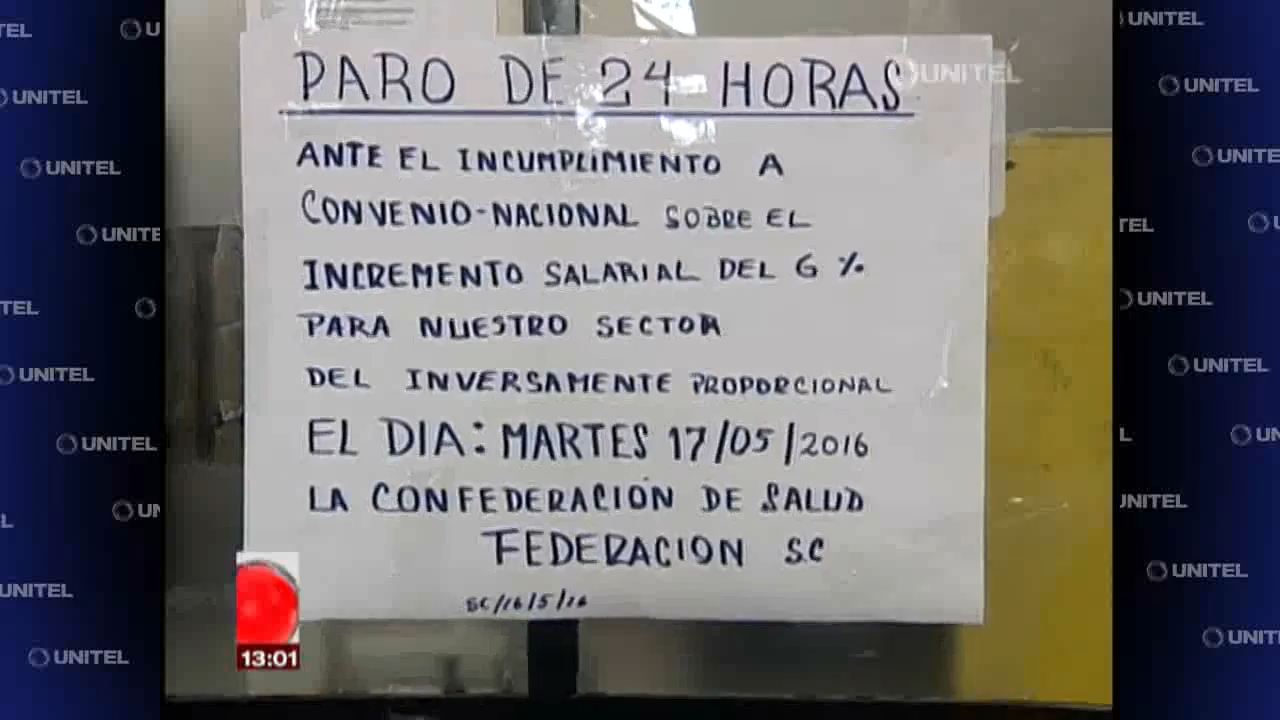 PARO DE 24 HORAS
ANTE EL INCUMPLIMIENTO A
CONVENIO-NACIONAL SOBRE EL
INCREMENTO SALARIAL DEL 6 %
PARA NUESTRO SECTOR
DEL INVERSAMENTE PROPORCIONAL
EL DIA: MARTES 17/05/2016
LA CONFEDERACION DE SALUD
FEDERACION SC
SC/16/5/16
13:01
UNITEL